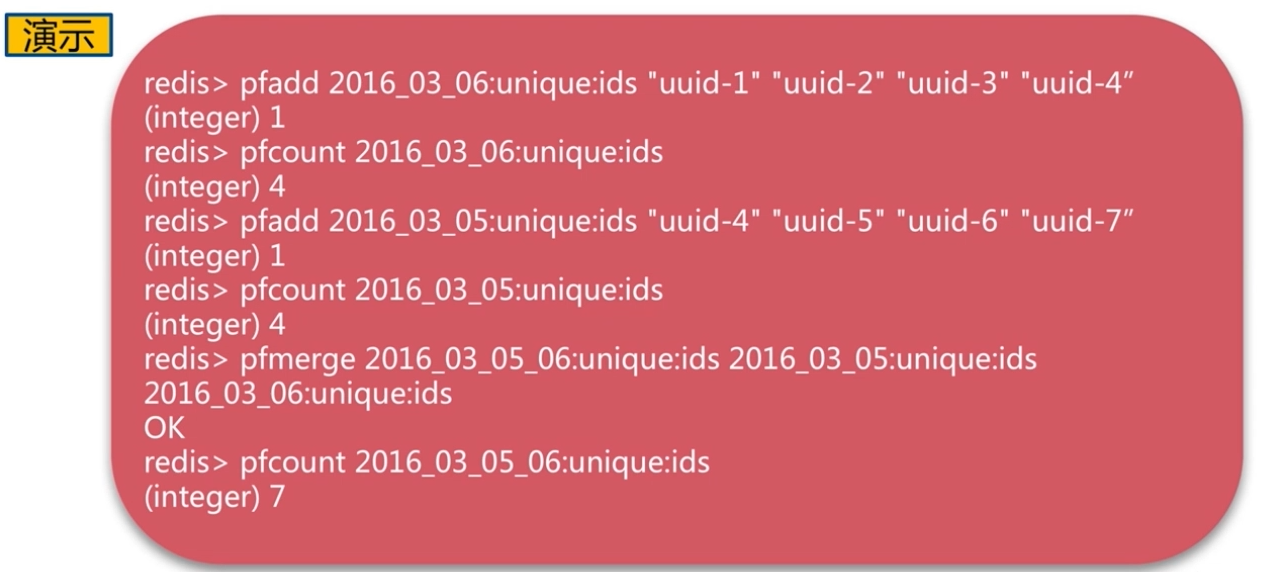 演示
redis> pfadd 2016_03_06:unique:ids "uuid-1" "uuid-2" "uuid-3" "uuid-4”
(integer) 1
redis> pfcount 2016_03_06:unique:ids
(integer) 4
redis> pfadd 2016_03_05:unique:ids "uuid-4" "uuid-5" "uuid-6" "uuid-7”
(integer) 1
redis> pfcount 2016_03_05:unique:ids
(integer) 4
redis> pfmerge 2016_03_05_06:unique:ids 2016_03_05:unique:ids
2016_03_06:unique:ids
OK
redis> pfcount 2016_03_05_06:unique:ids
(integer) 7